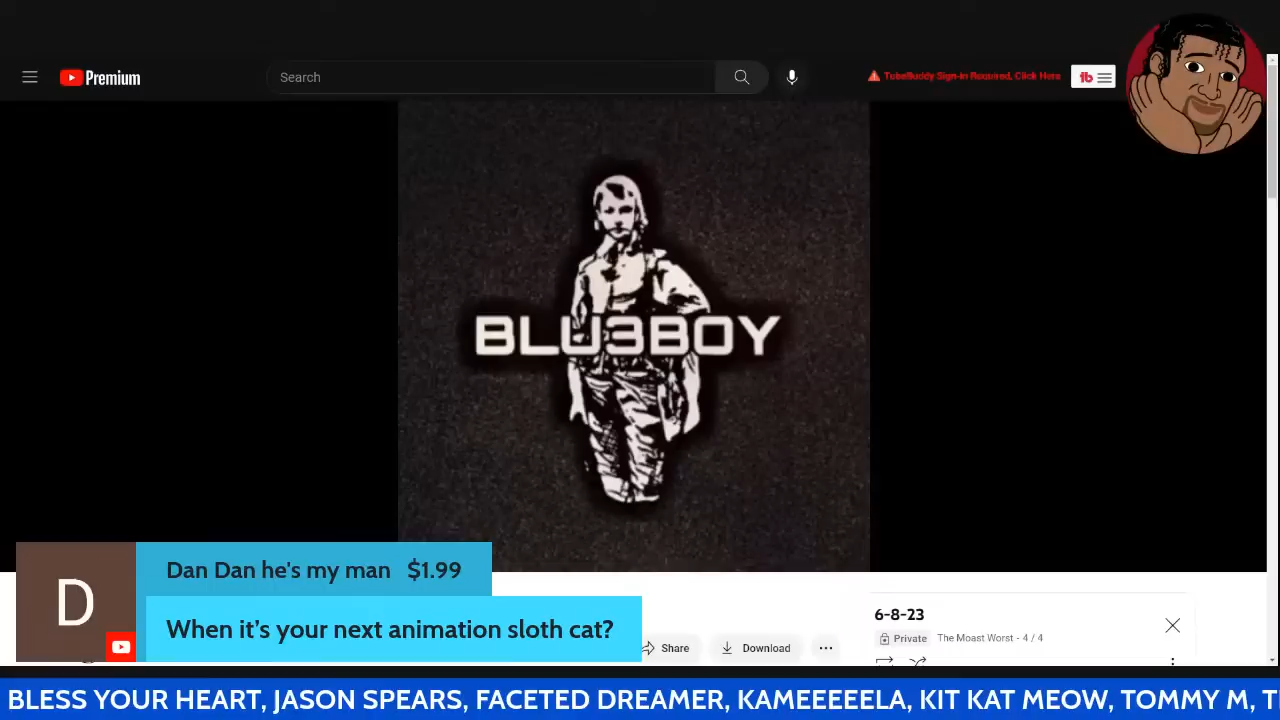 Premium
Search
TubeBuddy Sign-in Required, Click Here
tb
BLU3BOY
Dan Dan he's my man $1.99
D
When it's your next animation sloth cat?
Share
Download
6-8-23
Private
The Moast Worst - 4 / 4
BLESS YOUR HEART, JASON SPEARS, FACETED DREAMER, KAMEEEEELA, KIT KAT MEOW, TOMMY M, T